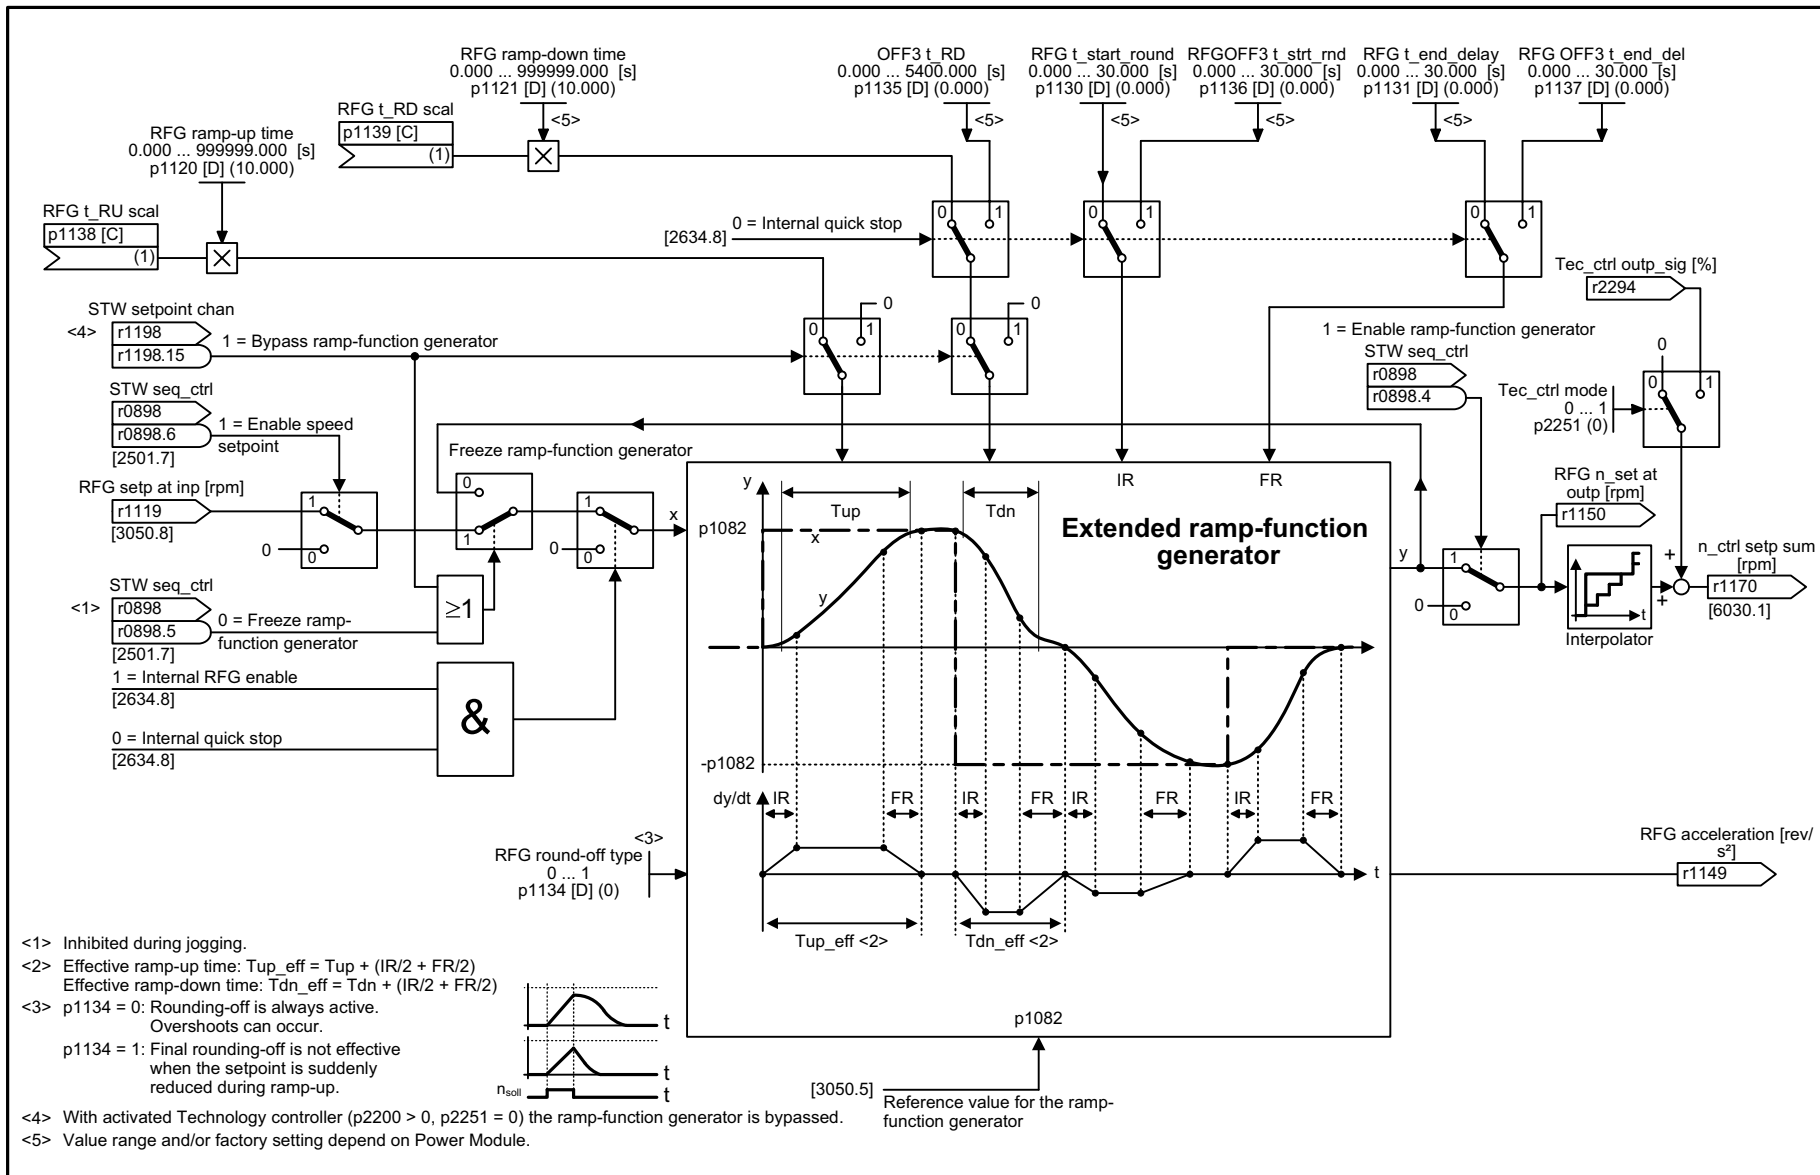 RFG ramp-down time
0.000 ... 999999.000 [s]
p1121 [D] (10.000)
<5>
OFF3 t_RD
0.000 ... 5400.000 [s]
p1135 [D] (0.000)
<5>
RFG t_start_round
0.000 ... 30.000 [s]
p1130 [D] (0.000)
<5>
RFGOFF3 t_strt_rnd
0.000 ... 30.000 [s]
p1136 [D] (0.000)
<5>
RFG t_end_delay
0.000 ... 30.000 [s]
p1131 [D] (0.000)
<5>
RFG OFF3 t_end_del
0.000 ... 30.000 [s]
p1137 [D] (0.000)
RFG t_RD scal
p1139 [C]
(1)
RFG ramp-up time
0.000 ... 999999.000 [s]
p1120 [D] (10.000)
RFG t_RU scal
p1138 [C]
(1)
0 = Internal quick stop
[2634.8]
0 1
0 1
0 1
Tec_ctrl outp_sig [%]
r2294
STW setpoint chan
<4>
r1198
r1198.15
1 = Bypass ramp-function generator
0
0 1
0
0 1
1 = Enable ramp-function generator
STW seq_ctrl
r0898
r0898.4
0
0 1
Tec_ctrl mode
0 ... 1
p2251 (0)
STW seq_ctrl
r0898
r0898.6
[2501.7]
1 = Enable speed
setpoint
Freeze ramp-function generator
RFG setp at inp [rpm]
r1119
[3050.8]
1
0
0
0
1
1
0
0
x
STW seq_ctrl
<1>
r0898
r0898.5
[2501.7]
0 = Freeze ramp-
function generator
≥1
1 = Internal RFG enable
[2634.8]
0 = Internal quick stop
[2634.8]
&
IR
FR
Extended ramp-function
generator
y
Tup
Tdn
p1082
x
y
-p1082
dy/dt
IR
FR
IR
FR
IR
FR
IR
FR
t
Tup_eff <2>
Tdn_eff <2>
p1082
y
1
0
0
RFG n_set at
outp [rpm]
r1150
t
Interpolator
+
+
n_ctrl setp sum
[rpm]
r1170
[6030.1]
<3>
RFG round-off type
0 ... 1
p1134 [D] (0)
RFG acceleration [rev/
s²]
r1149
[3050.5]
Reference value for the ramp-
function generator
<1> Inhibited during jogging.
<2> Effective ramp-up time: Tup_eff = Tup + (IR/2 + FR/2)
Effective ramp-down time: Tdn_eff = Tdn + (IR/2 + FR/2)
<3> p1134 = 0: Rounding-off is always active.
Overshoots can occur.
p1134 = 1: Final rounding-off is not effective
when the setpoint is suddenly
reduced during ramp-up.
t
t
nsoll
t
<4> With activated Technology controller (p2200 > 0, p2251 = 0) the ramp-function generator is bypassed.
<5> Value range and/or factory setting depend on Power Module.